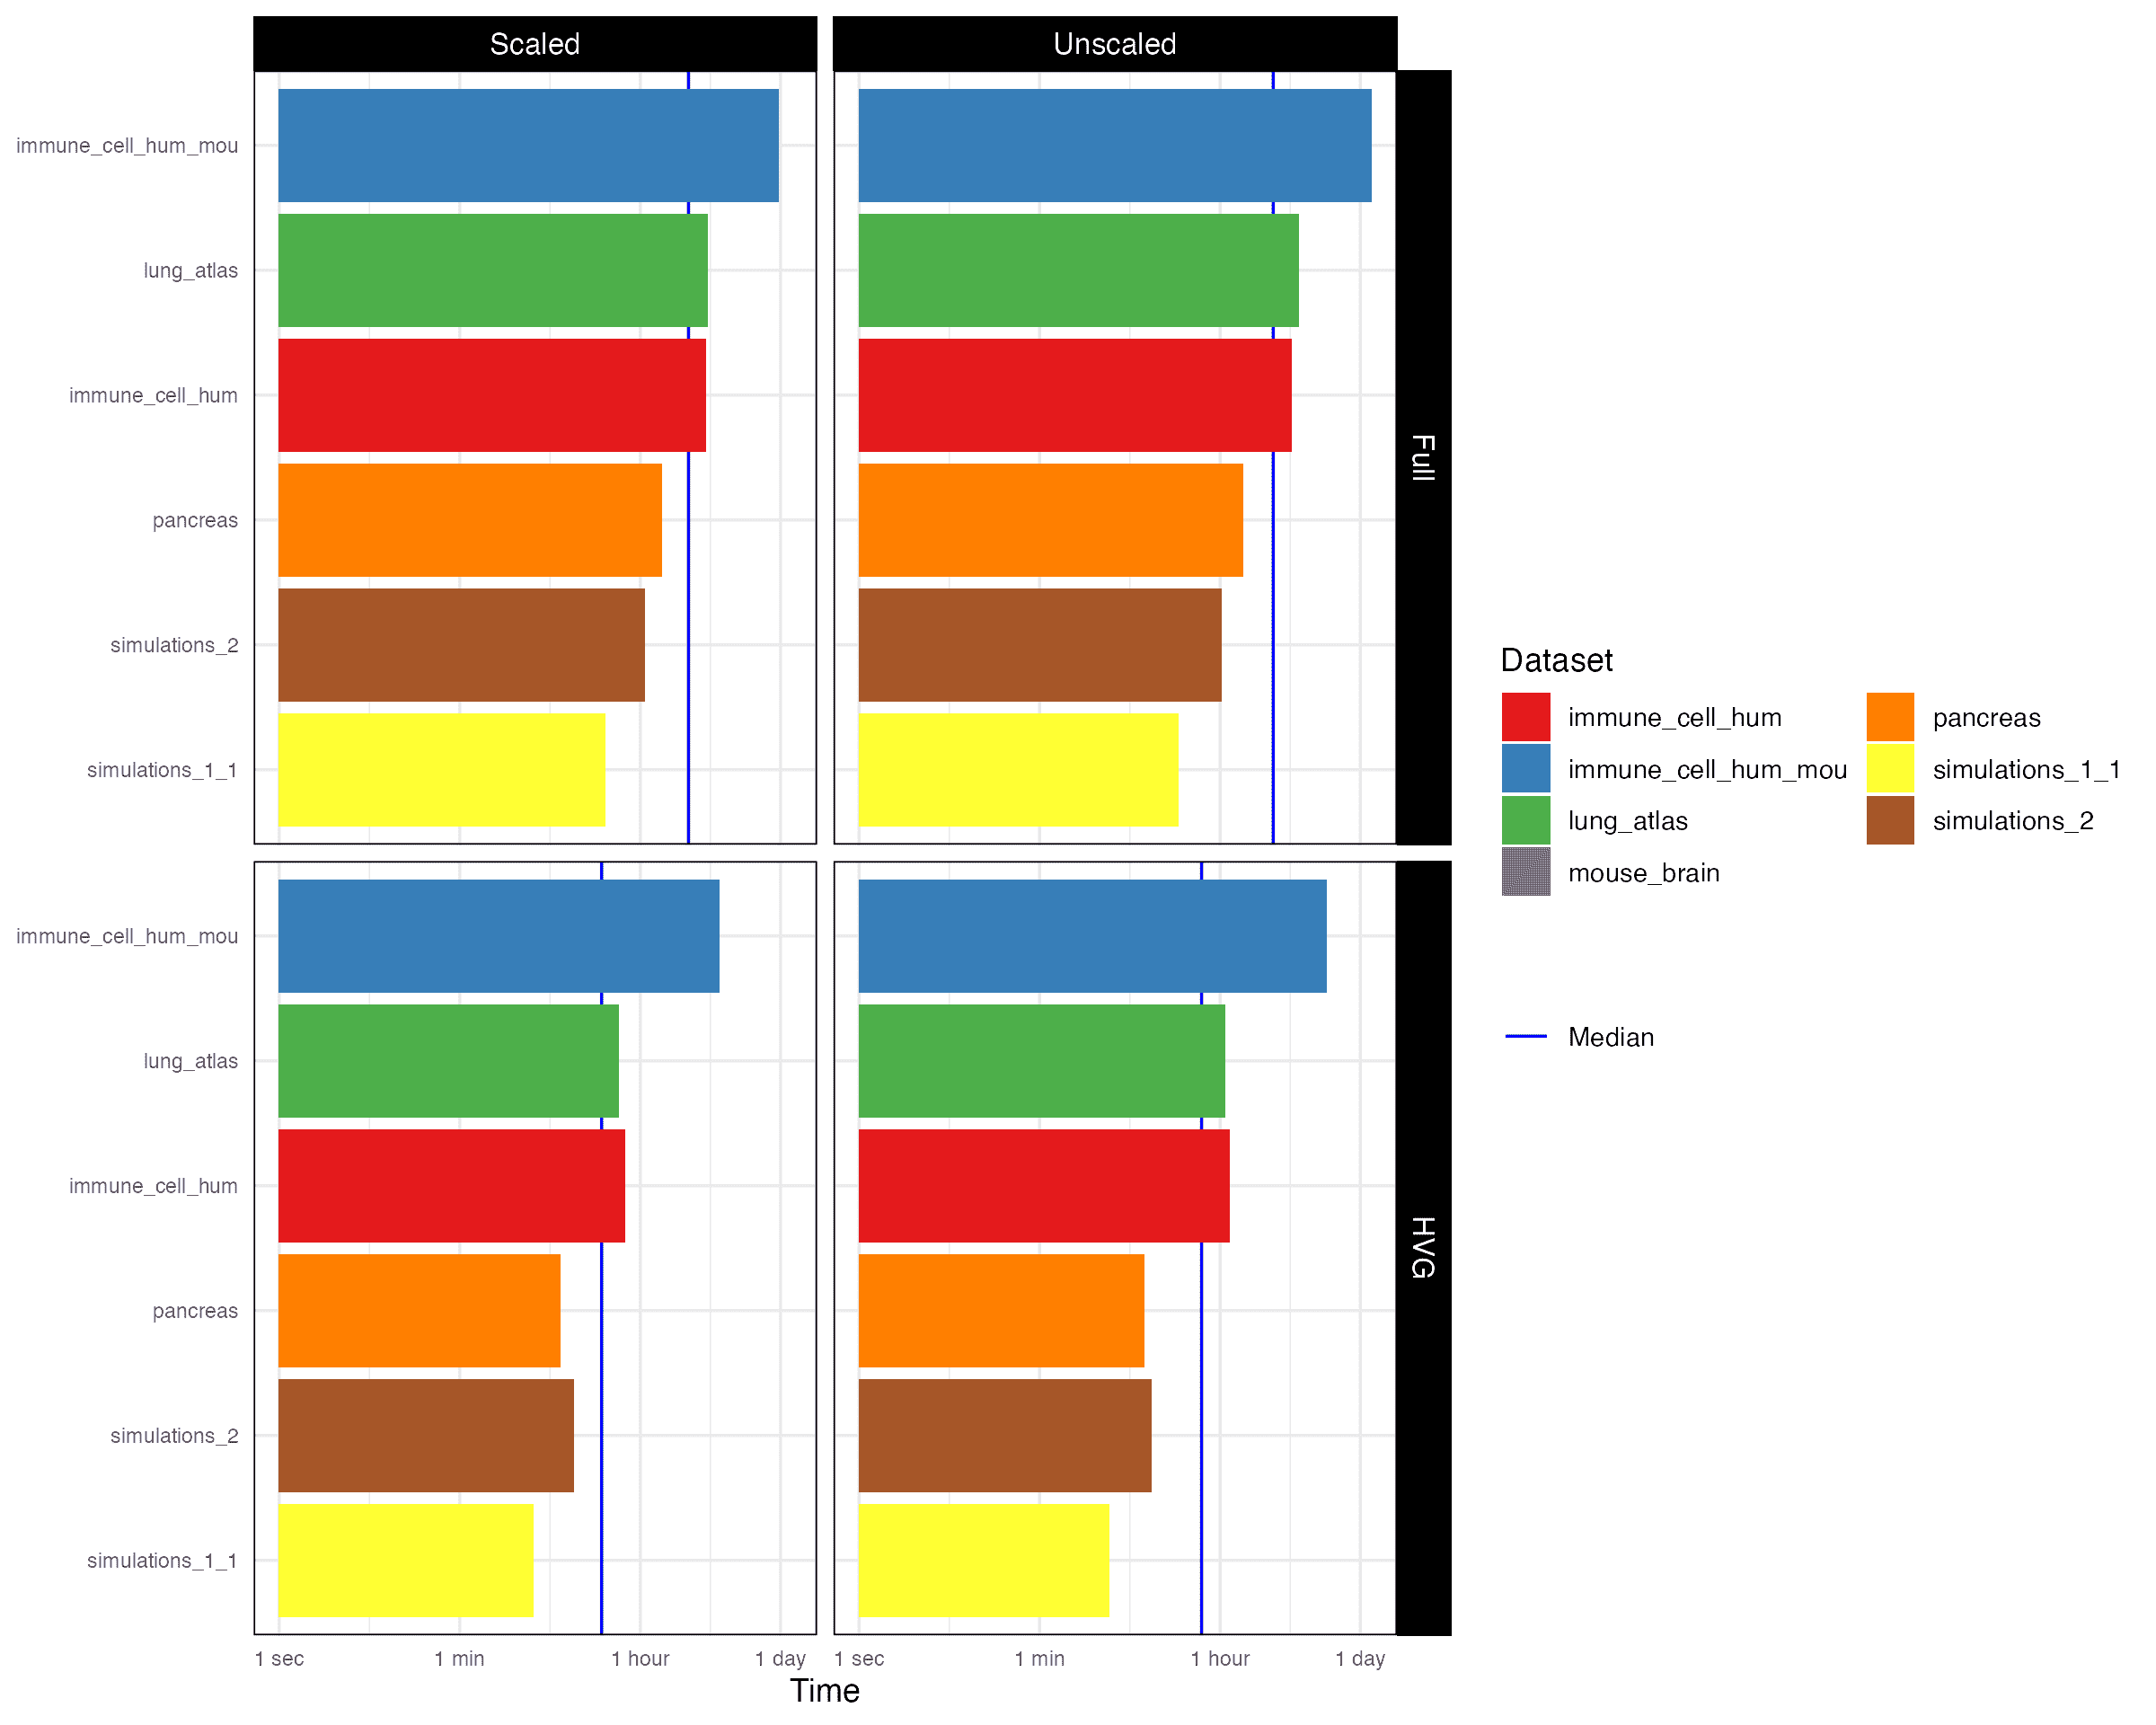 Scaled
Unscaled
immune_cell_hum_mou
lung_atlas
immune_cell_hum
pancreas
simulations_2
simulations_1_1
Full
immune_cell_hum_mou
lung_atlas
immune_cell_hum
pancreas
simulations_2
simulations_1_1
HVG
1 sec 1 min 1 hour 1 day
1 sec 1 min 1 hour 1 day
Time
Dataset
immune_cell_hum
immune_cell_hum_mou
lung_atlas
mouse_brain
pancreas
simulations_1_1
simulations_2
Median